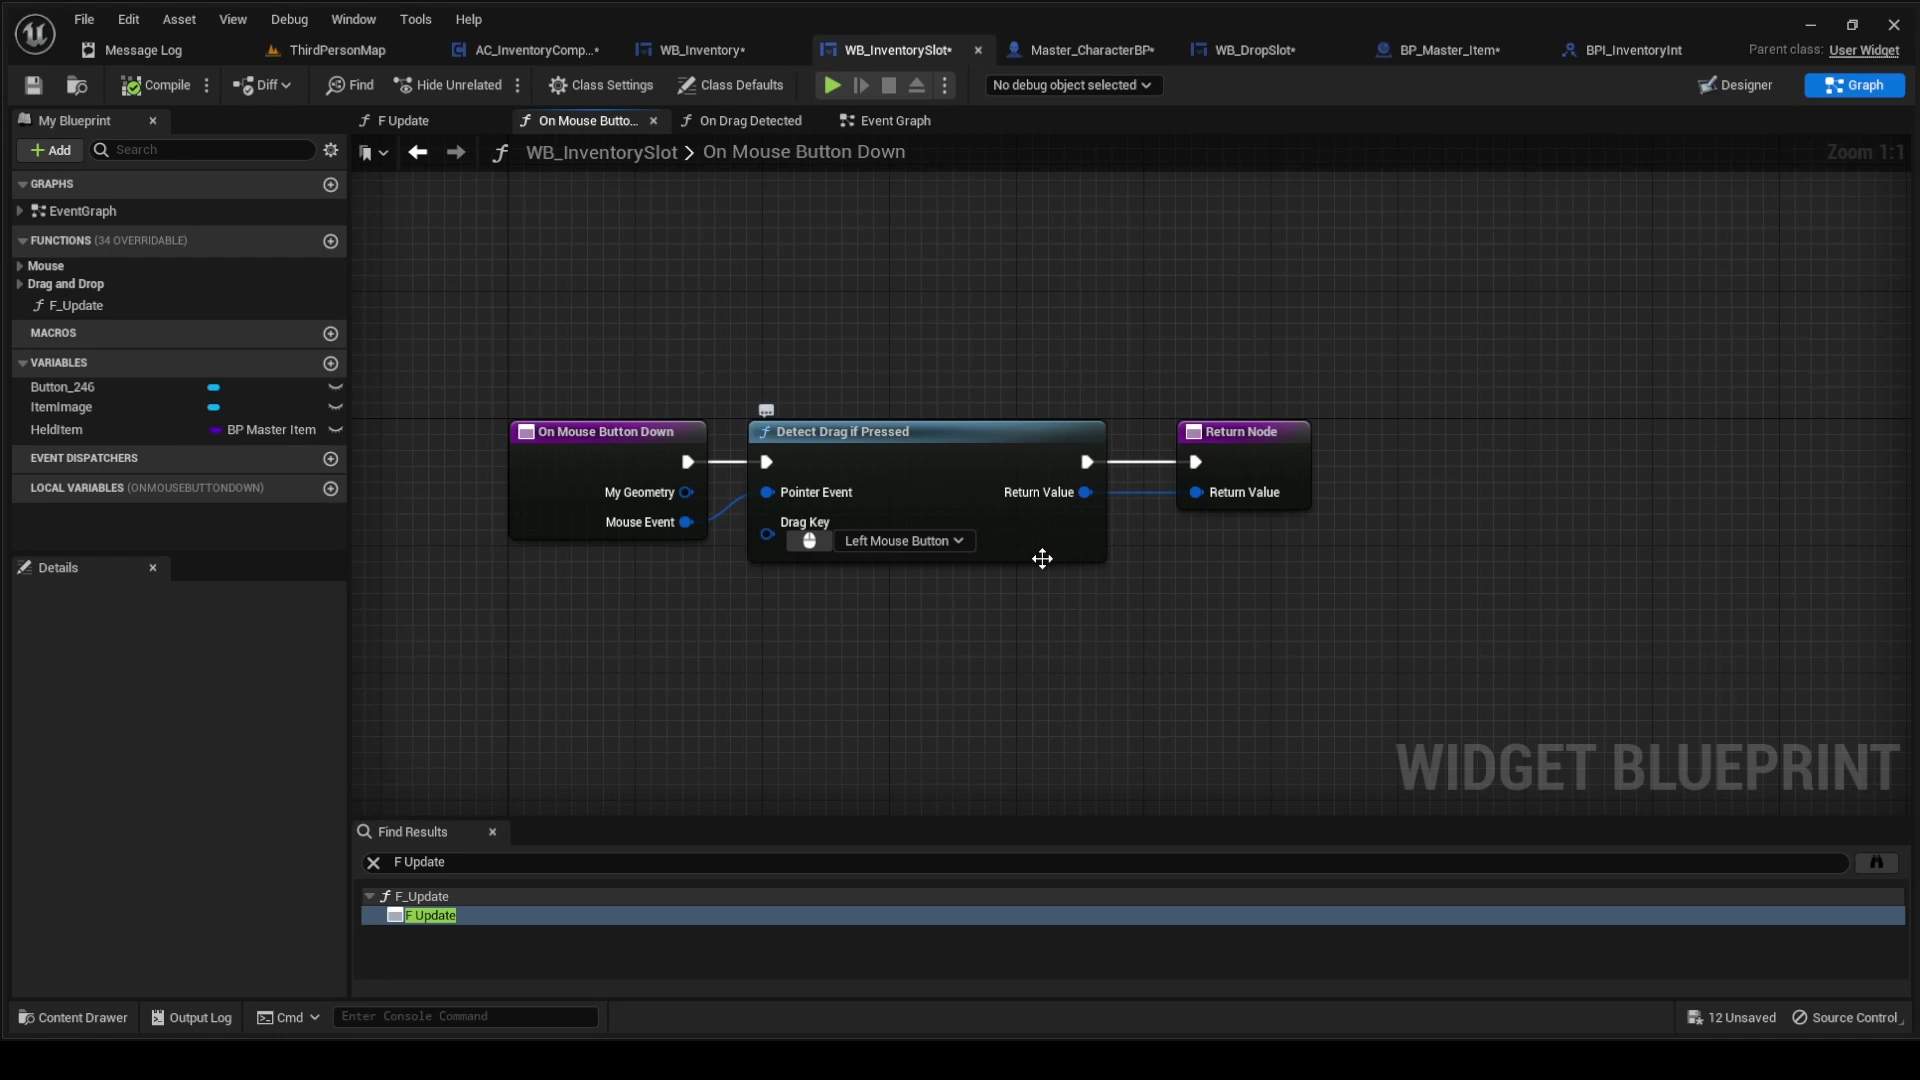 File Edit Asset View Debug Window Tools Help
Message Log ThirdPersonMap AC_InventoryComp...* WB_Inventory* WB_InventorySlot* Master_CharacterBP* WB_DropSlot* BP_Master_Item* BPI_InventoryInt Parent class: User Widget
Compile Diff Find Hide Unrelated Class Settings Class Defaults No debug object selected Designer Graph
My Blueprint F Update On Mouse Butto... On Drag Detected Event Graph
Add Search WB_InventorySlot > On Mouse Button Down Zoom 1:1
GRAPHS
EventGraph
FUNCTIONS (34 OVERRIDABLE)
Mouse
Drag and Drop
F_Update
MACROS
VARIABLES
Button_246
ItemImage
HeldItem BP Master Item
EVENT DISPATCHERS
LOCAL VARIABLES (ONMOUSEBUTTONDOWN)
Details
On Mouse Button Down
My Geometry
Mouse Event
Detect Drag if Pressed
Pointer Event Return Value
Drag Key
Left Mouse Button
Return Node
Return Value
WIDGET BLUEPRINT
Find Results
F Update
F_Update
F Update
Content Drawer Output Log Cmd Enter Console Command 12 Unsaved Source Control